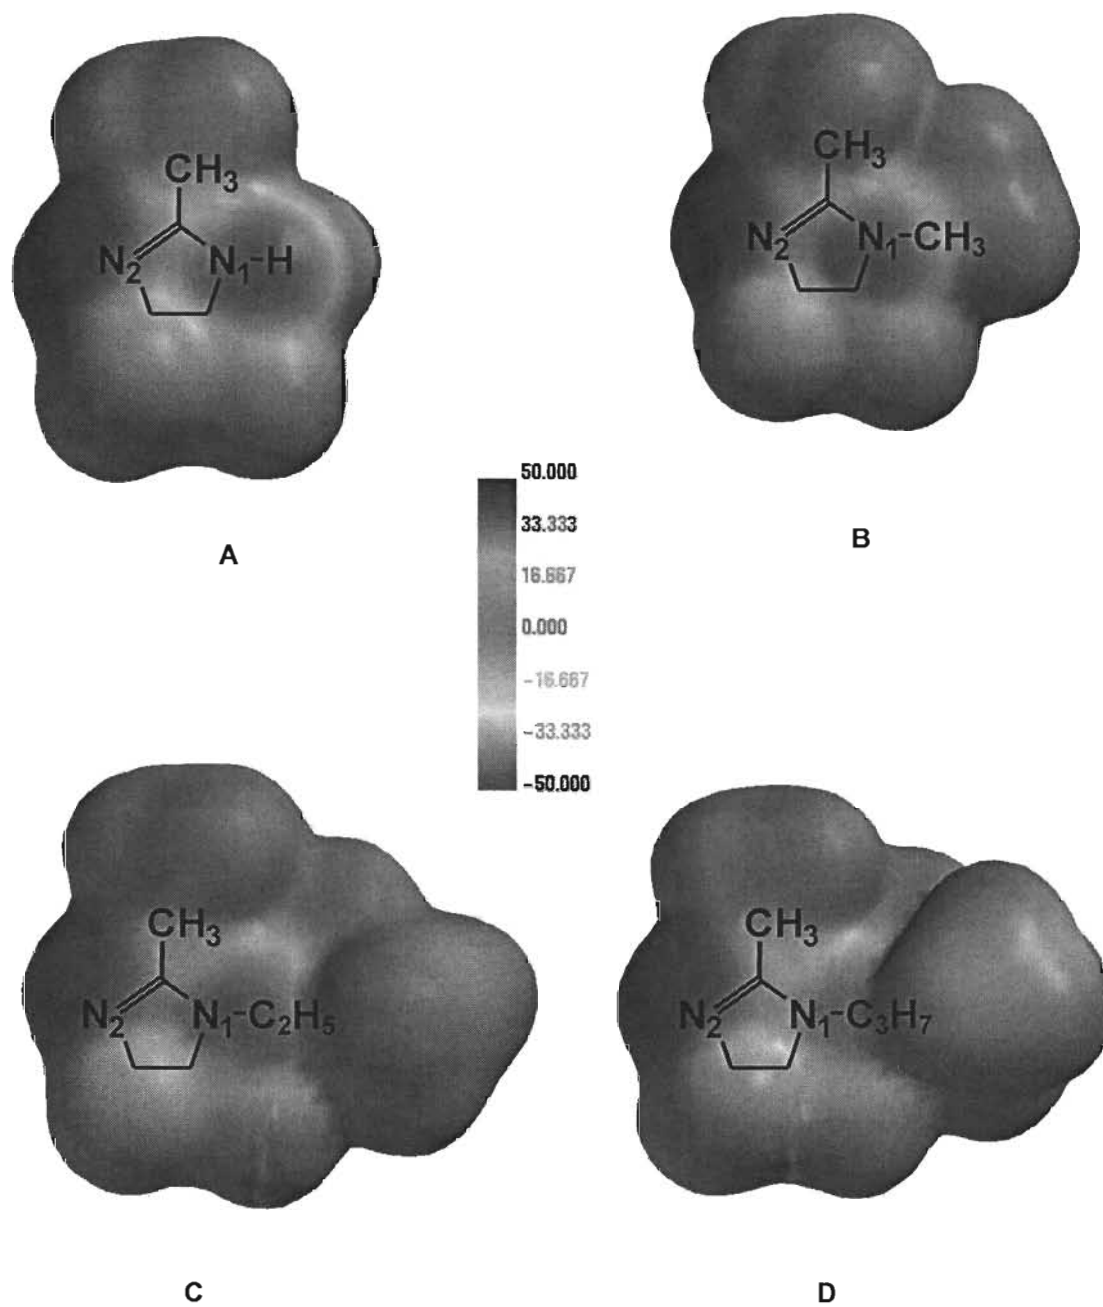 CH3
N2
N1-H
A
CH3
N2
N1-CH3
B
50.000
33.333
16.667
0.000
-16.667
-33.333
-50.000
CH3
N2
N1-C2H5
C
CH3
N2
N1-C3H7
D